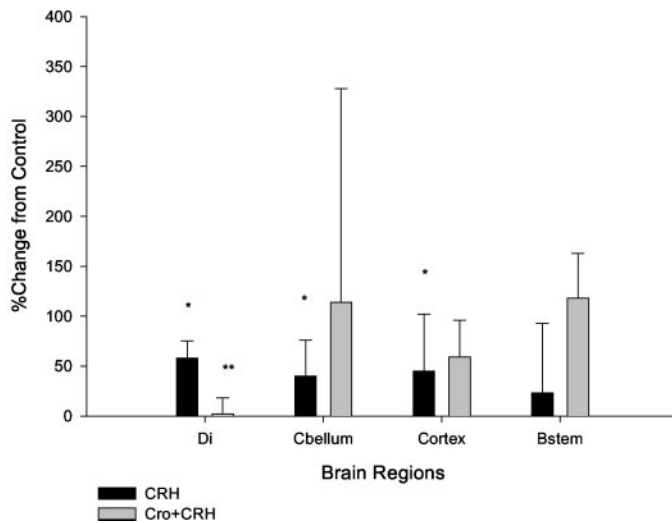 400
350
300
250
200
150
100
50
0
%Change from Control
*
**
*
*
Di Cbellum Cortex Bstem
Brain Regions
CRH
Cro+CRH